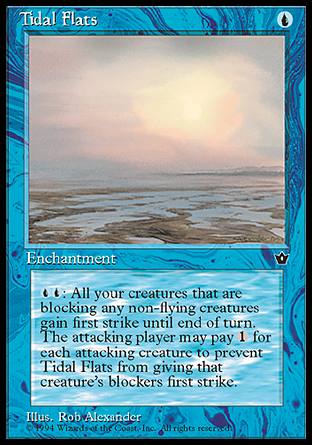 Tidal Flats
Enchantment
: All your creatures that are
blocking any non-flying creatures
gain first strike until end of turn.
The attacking player may pay 1 for
each attacking creature to prevent
Tidal Flats from giving that
creature's blockers first strike.
Illus. Rob Alexander
©1994 Wizards of the Coast, Inc. All rights reserved.